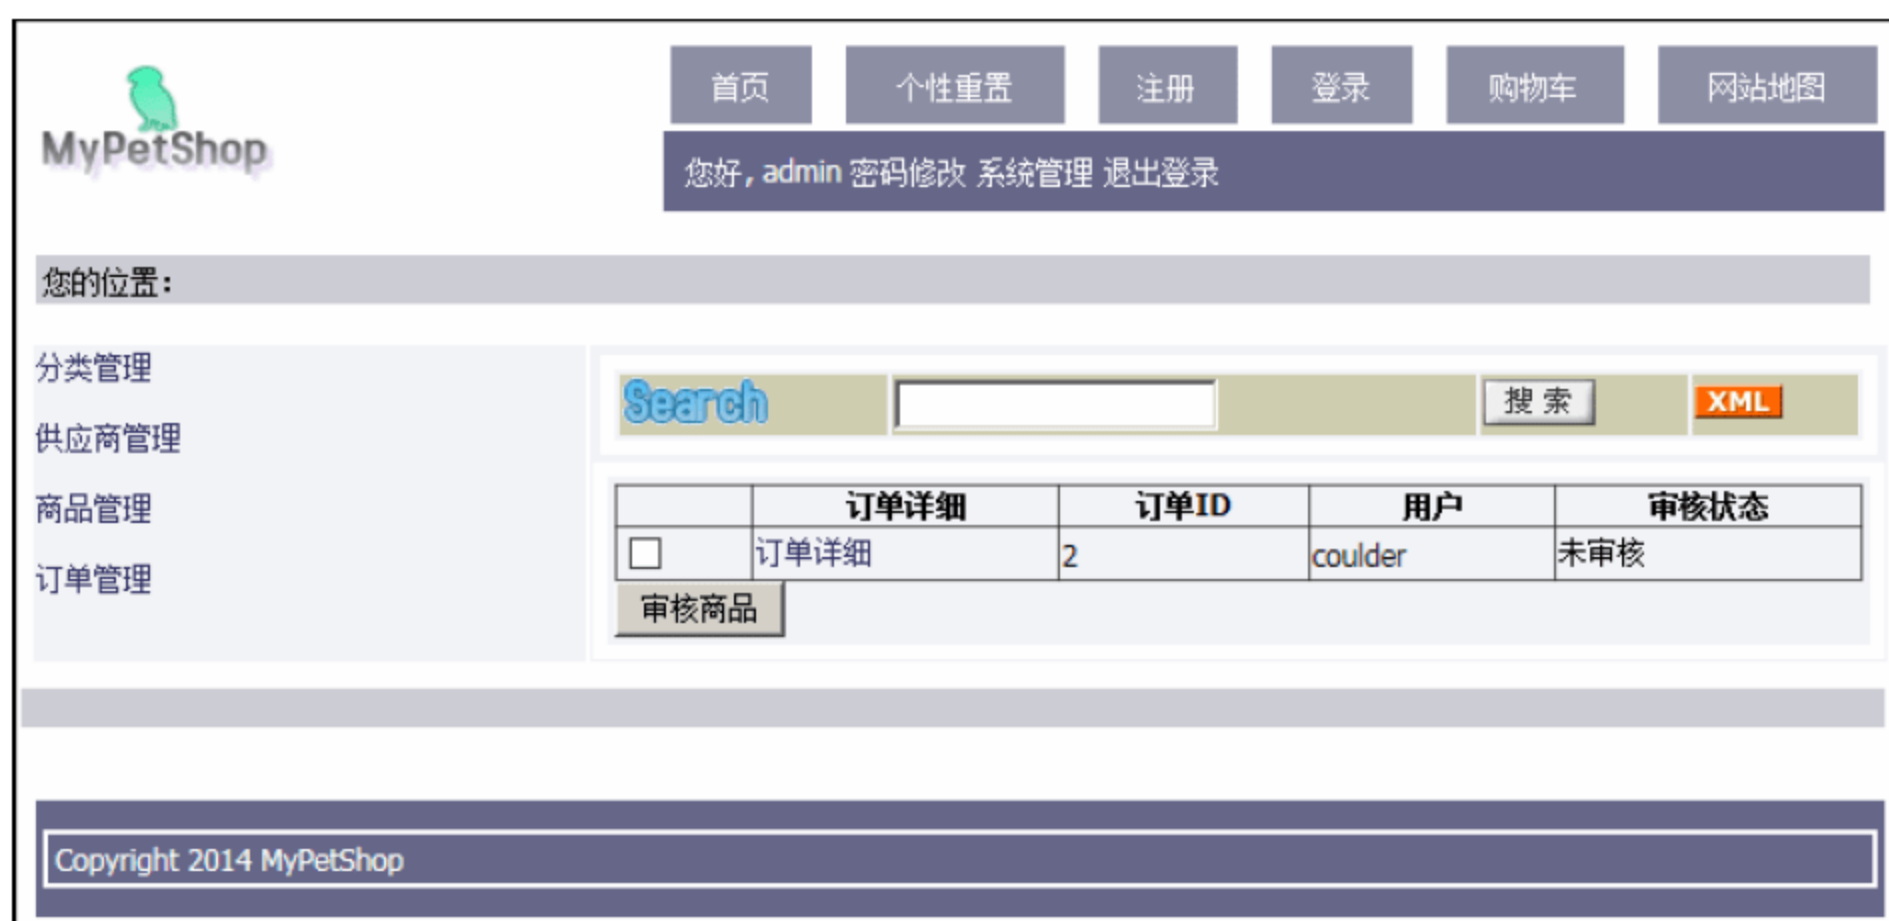 MyPetShop
首页 个性重置 注册 登录 购物车 网站地图
您好, admin 密码修改 系统管理 退出登录
您的位置:
分类管理
供应商管理
商品管理
订单管理
Search 搜 索 XML
订单详细 订单ID 用户 审核状态
订单详细 2 coulder 未审核
审核商品
Copyright 2014 MyPetShop